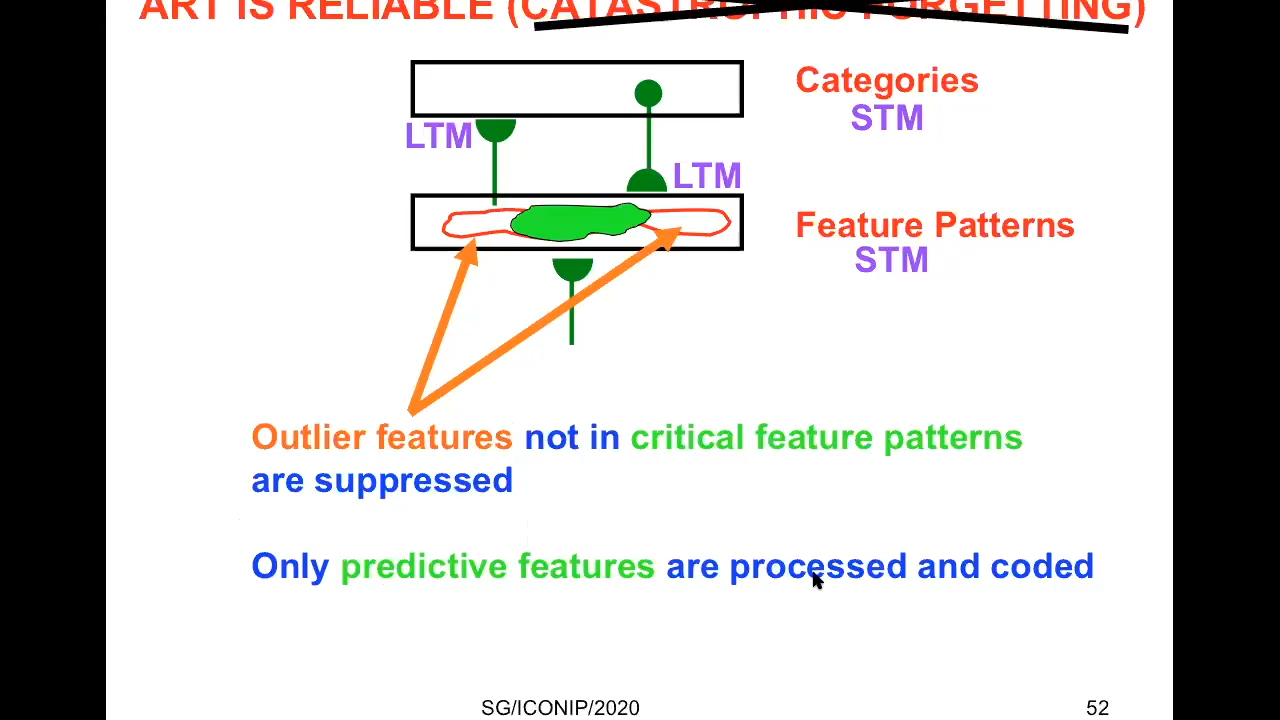 ART IS RELIABLE (CATASTROPHIC FORGETTING)
Categories
STM
LTM
LTM
Feature Patterns
STM
Outlier features not in critical feature patterns
are suppressed
Only predictive features are processed and coded
SG/ICONIP/2020
52